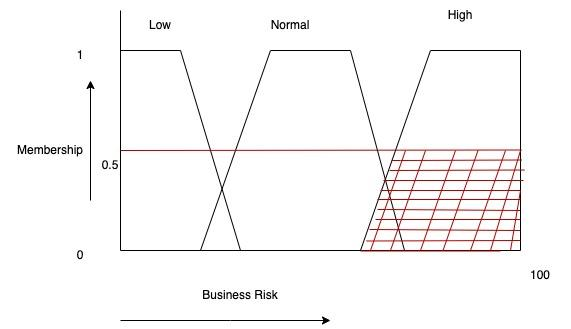 Low
Normal
High
1
Membership
0.5
0
100
Business Risk